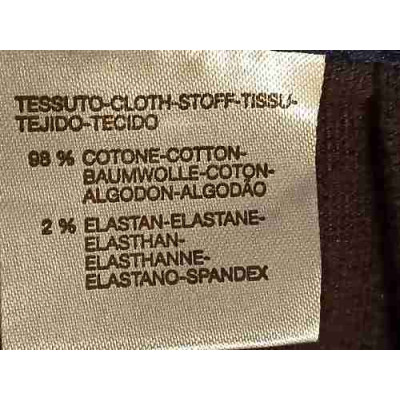 TESSUTO-CLOTH-STOFF-TISSU-
TEJIDO-TECIDO
98 % COTONE-COTTON-
BAUMWOLLE-COTON-
ALGODON-ALGODÃO
2 % ELASTAN-ELASTANE-
ELASTHAN-
ELASTHANNE-
ELASTANO-SPANDEX